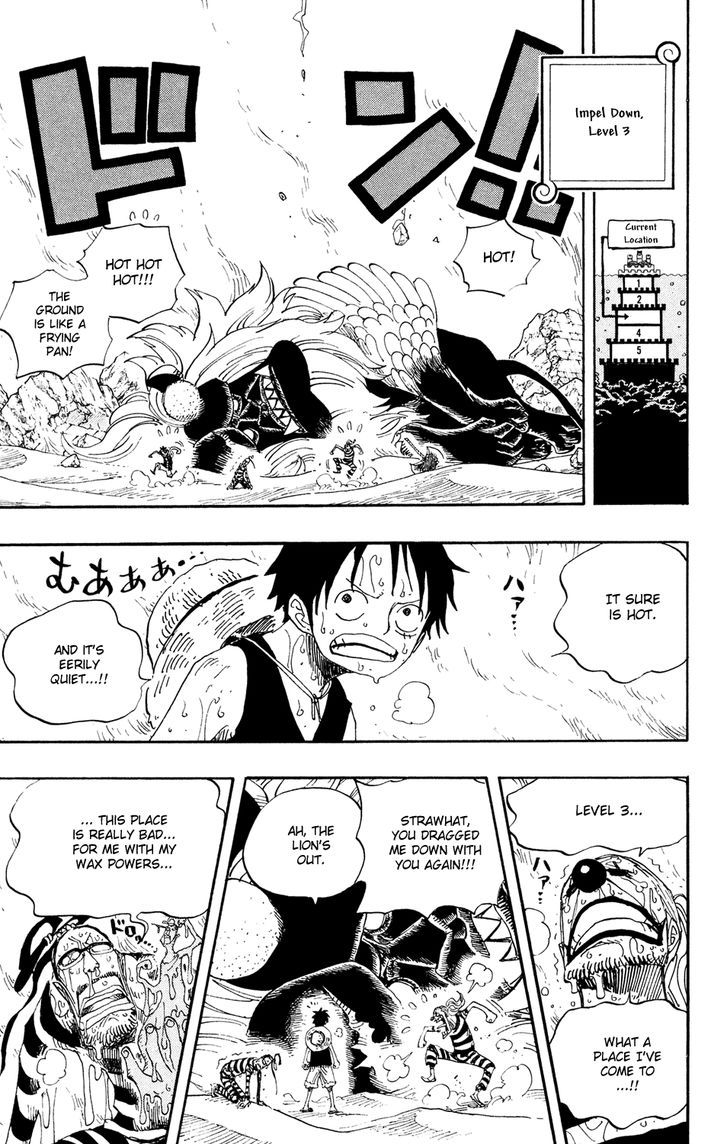 Impel Down,
Level 3
Current
Location
1
2
4
5
ドドン!!
HOT!
HOT HOT
HOT!!!
THE
GROUND
IS LIKE A
FRYING
PAN!
IT SURE
IS HOT.
ハァ…
むぁぁぁ…
AND IT'S
EERILY
QUIET...!!
LEVEL 3...
ハァ…
WHAT
A
PLACE I'VE
COME
TO
...!!
STRAWHAT,
YOU DRAGGED
ME DOWN WITH
YOU AGAIN!!!
AH, THE
LION'S
OUT.
... THIS PLACE
IS REALLY BAD...
FOR ME WITH MY
WAX POWERS...
ドロ…